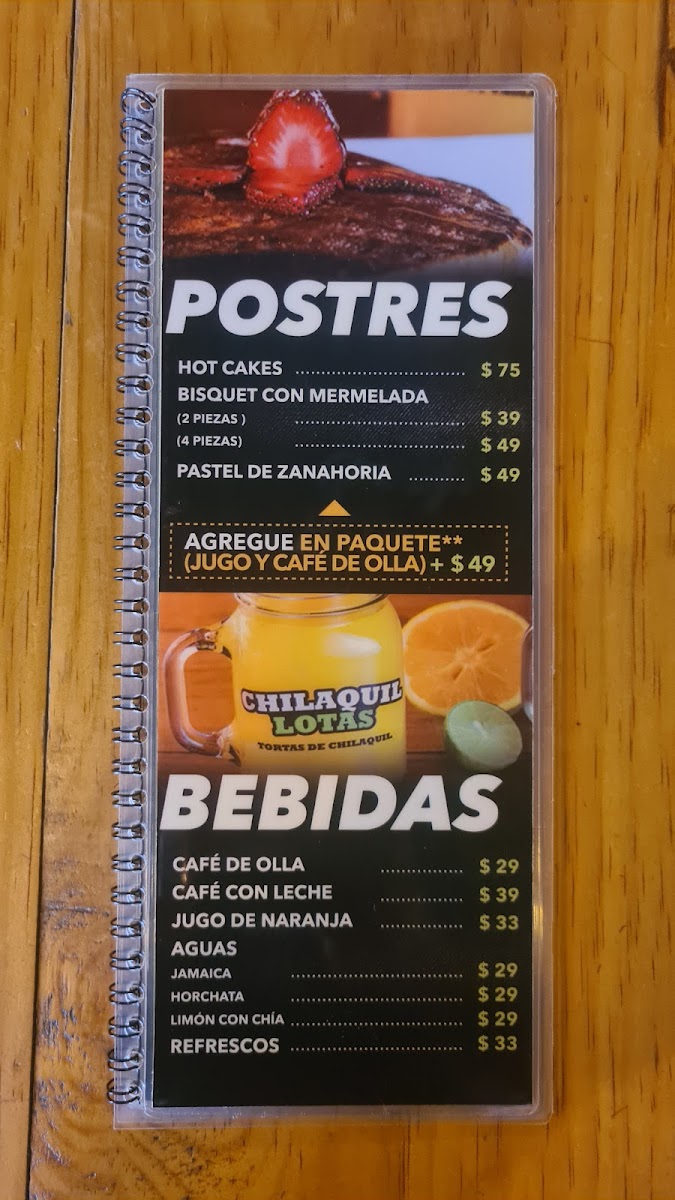 POSTRES
HOT CAKES ................................ $ 75
BISQUET CON MERMELADA
(2 PIEZAS ) ................................ $ 39
(4 PIEZAS) ................................ $ 49
PASTEL DE ZANAHORIA ........... $ 49
AGREGUE EN PAQUETE**
(JUGO Y CAFÉ DE OLLA) + $ 49
CHILAQUIL
LOTAS
TORTAS DE CHILAQUIL
BEBIDAS
CAFÉ DE OLLA ................ $ 29
CAFÉ CON LECHE ................ $ 39
JUGO DE NARANJA ................ $ 33
AGUAS
JAMAICA ................................ $ 29
HORCHATA ................................ $ 29
LIMÓN CON CHÍA ................................ $ 29
REFRESCOS ................................ $ 33